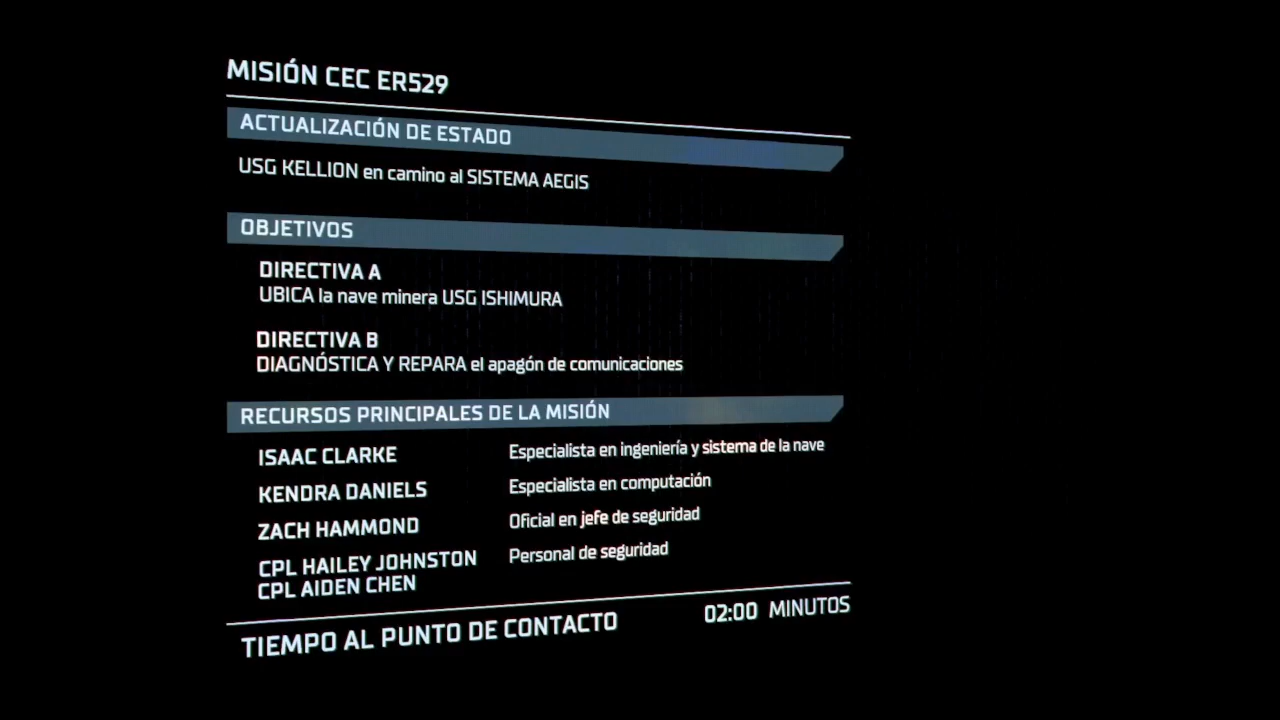 MISIÓN CEC ER529
ACTUALIZACIÓN DE ESTADO
USG KELLION en camino al SISTEMA AEGIS
OBJETIVOS
DIRECTIVA A
UBICA la nave minera USG ISHIMURA
DIRECTIVA B
DIAGNÓSTICA Y REPARA el apagón de comunicaciones
RECURSOS PRINCIPALES DE LA MISIÓN
ISAAC CLARKE Especialista en ingeniería y sistema de la nave
KENDRA DANIELS Especialista en computación
ZACH HAMMOND Oficial en jefe de seguridad
CPL HAILEY JOHNSTON Personal de seguridad
CPL AIDEN CHEN
TIEMPO AL PUNTO DE CONTACTO 02:00 MINUTOS